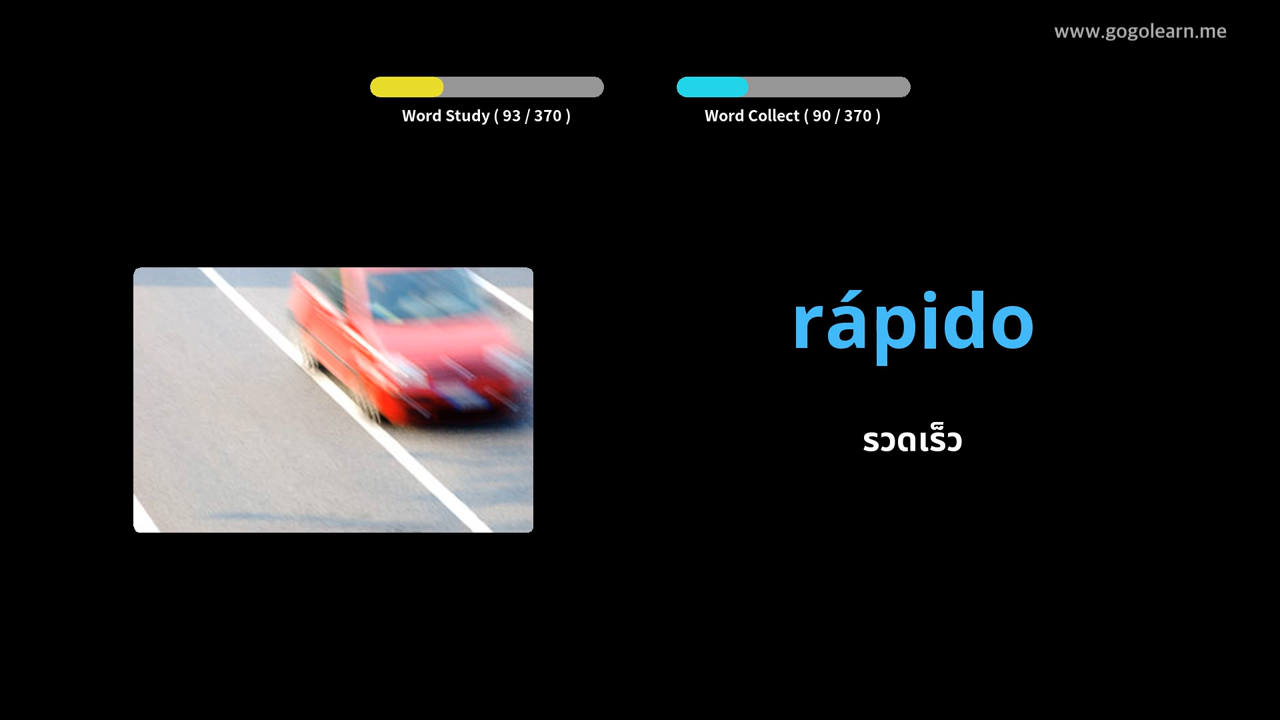 www.gogolearn.me
Word Study ( 93 / 370 )
Word Collect ( 90 / 370 )
rápido
รวดเร็ว